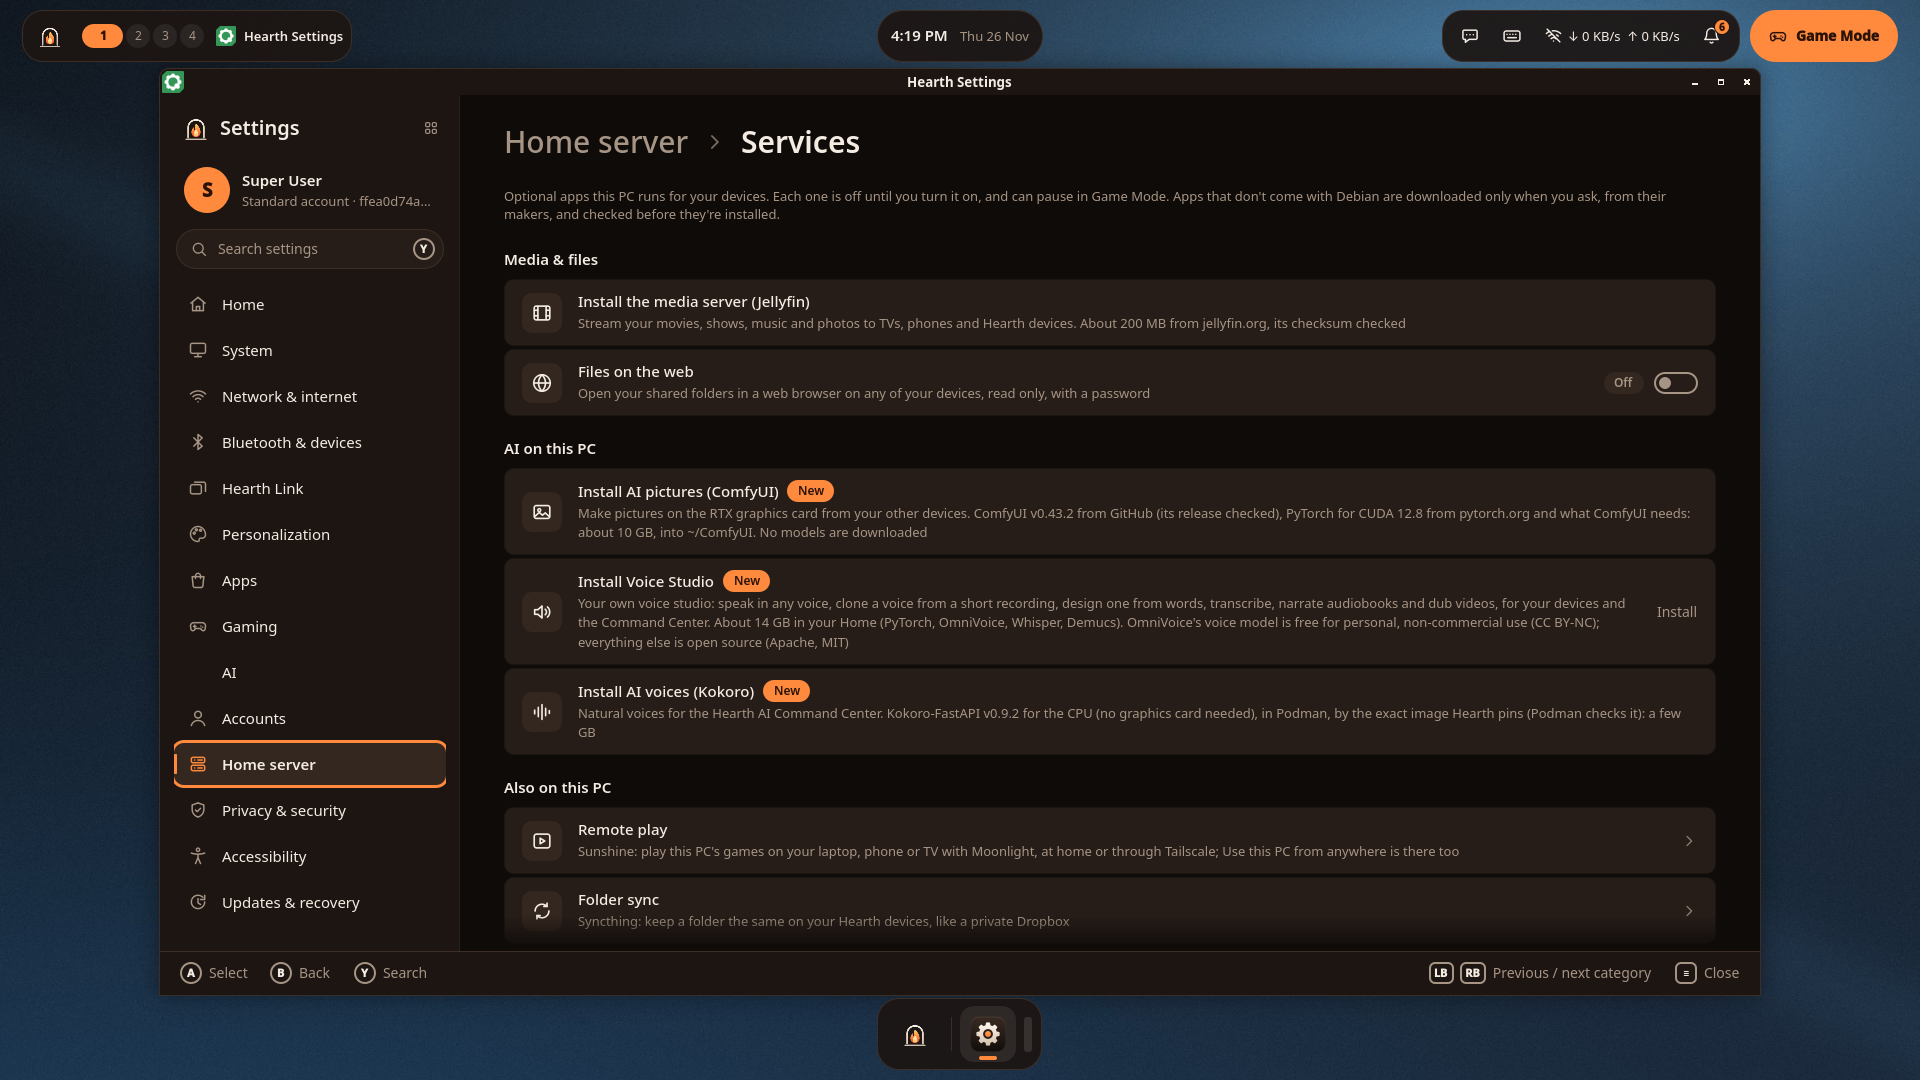 1 2 3 4 Hearth Settings
4:19 PM Thu 26 Nov
↓ 0 KB/s ↑ 0 KB/s
6
Game Mode
Hearth Settings
Settings
S
Super User
Standard account · ffea0d74a...
Search settings Y
Home
System
Network & internet
Bluetooth & devices
Hearth Link
Personalization
Apps
Gaming
AI
Accounts
Home server
Privacy & security
Accessibility
Updates & recovery
Home server > Services
Optional apps this PC runs for your devices. Each one is off until you turn it on, and can pause in Game Mode. Apps that don't come with Debian are downloaded only when you ask, from their
makers, and checked before they're installed.
Media & files
Install the media server (Jellyfin)
Stream your movies, shows, music and photos to TVs, phones and Hearth devices. About 200 MB from jellyfin.org, its checksum checked
Files on the web
Open your shared folders in a web browser on any of your devices, read only, with a password
Off
AI on this PC
Install AI pictures (ComfyUI) New
Make pictures on the RTX graphics card from your other devices. ComfyUI v0.43.2 from GitHub (its release checked), PyTorch for CUDA 12.8 from pytorch.org and what ComfyUI needs:
about 10 GB, into ~/ComfyUI. No models are downloaded
Install Voice Studio New
Your own voice studio: speak in any voice, clone a voice from a short recording, design one from words, transcribe, narrate audiobooks and dub videos, for your devices and
the Command Center. About 14 GB in your Home (PyTorch, OmniVoice, Whisper, Demucs). OmniVoice's voice model is free for personal, non-commercial use (CC BY-NC);
everything else is open source (Apache, MIT)
Install
Install AI voices (Kokoro) New
Natural voices for the Hearth AI Command Center. Kokoro-FastAPI v0.9.2 for the CPU (no graphics card needed), in Podman, by the exact image Hearth pins (Podman checks it): a few
GB
Also on this PC
Remote play
Sunshine: play this PC's games on your laptop, phone or TV with Moonlight, at home or through Tailscale; Use this PC from anywhere is there too
Folder sync
Syncthing: keep a folder the same on your Hearth devices, like a private Dropbox
A Select B Back Y Search
LB RB Previous / next category ≡ Close